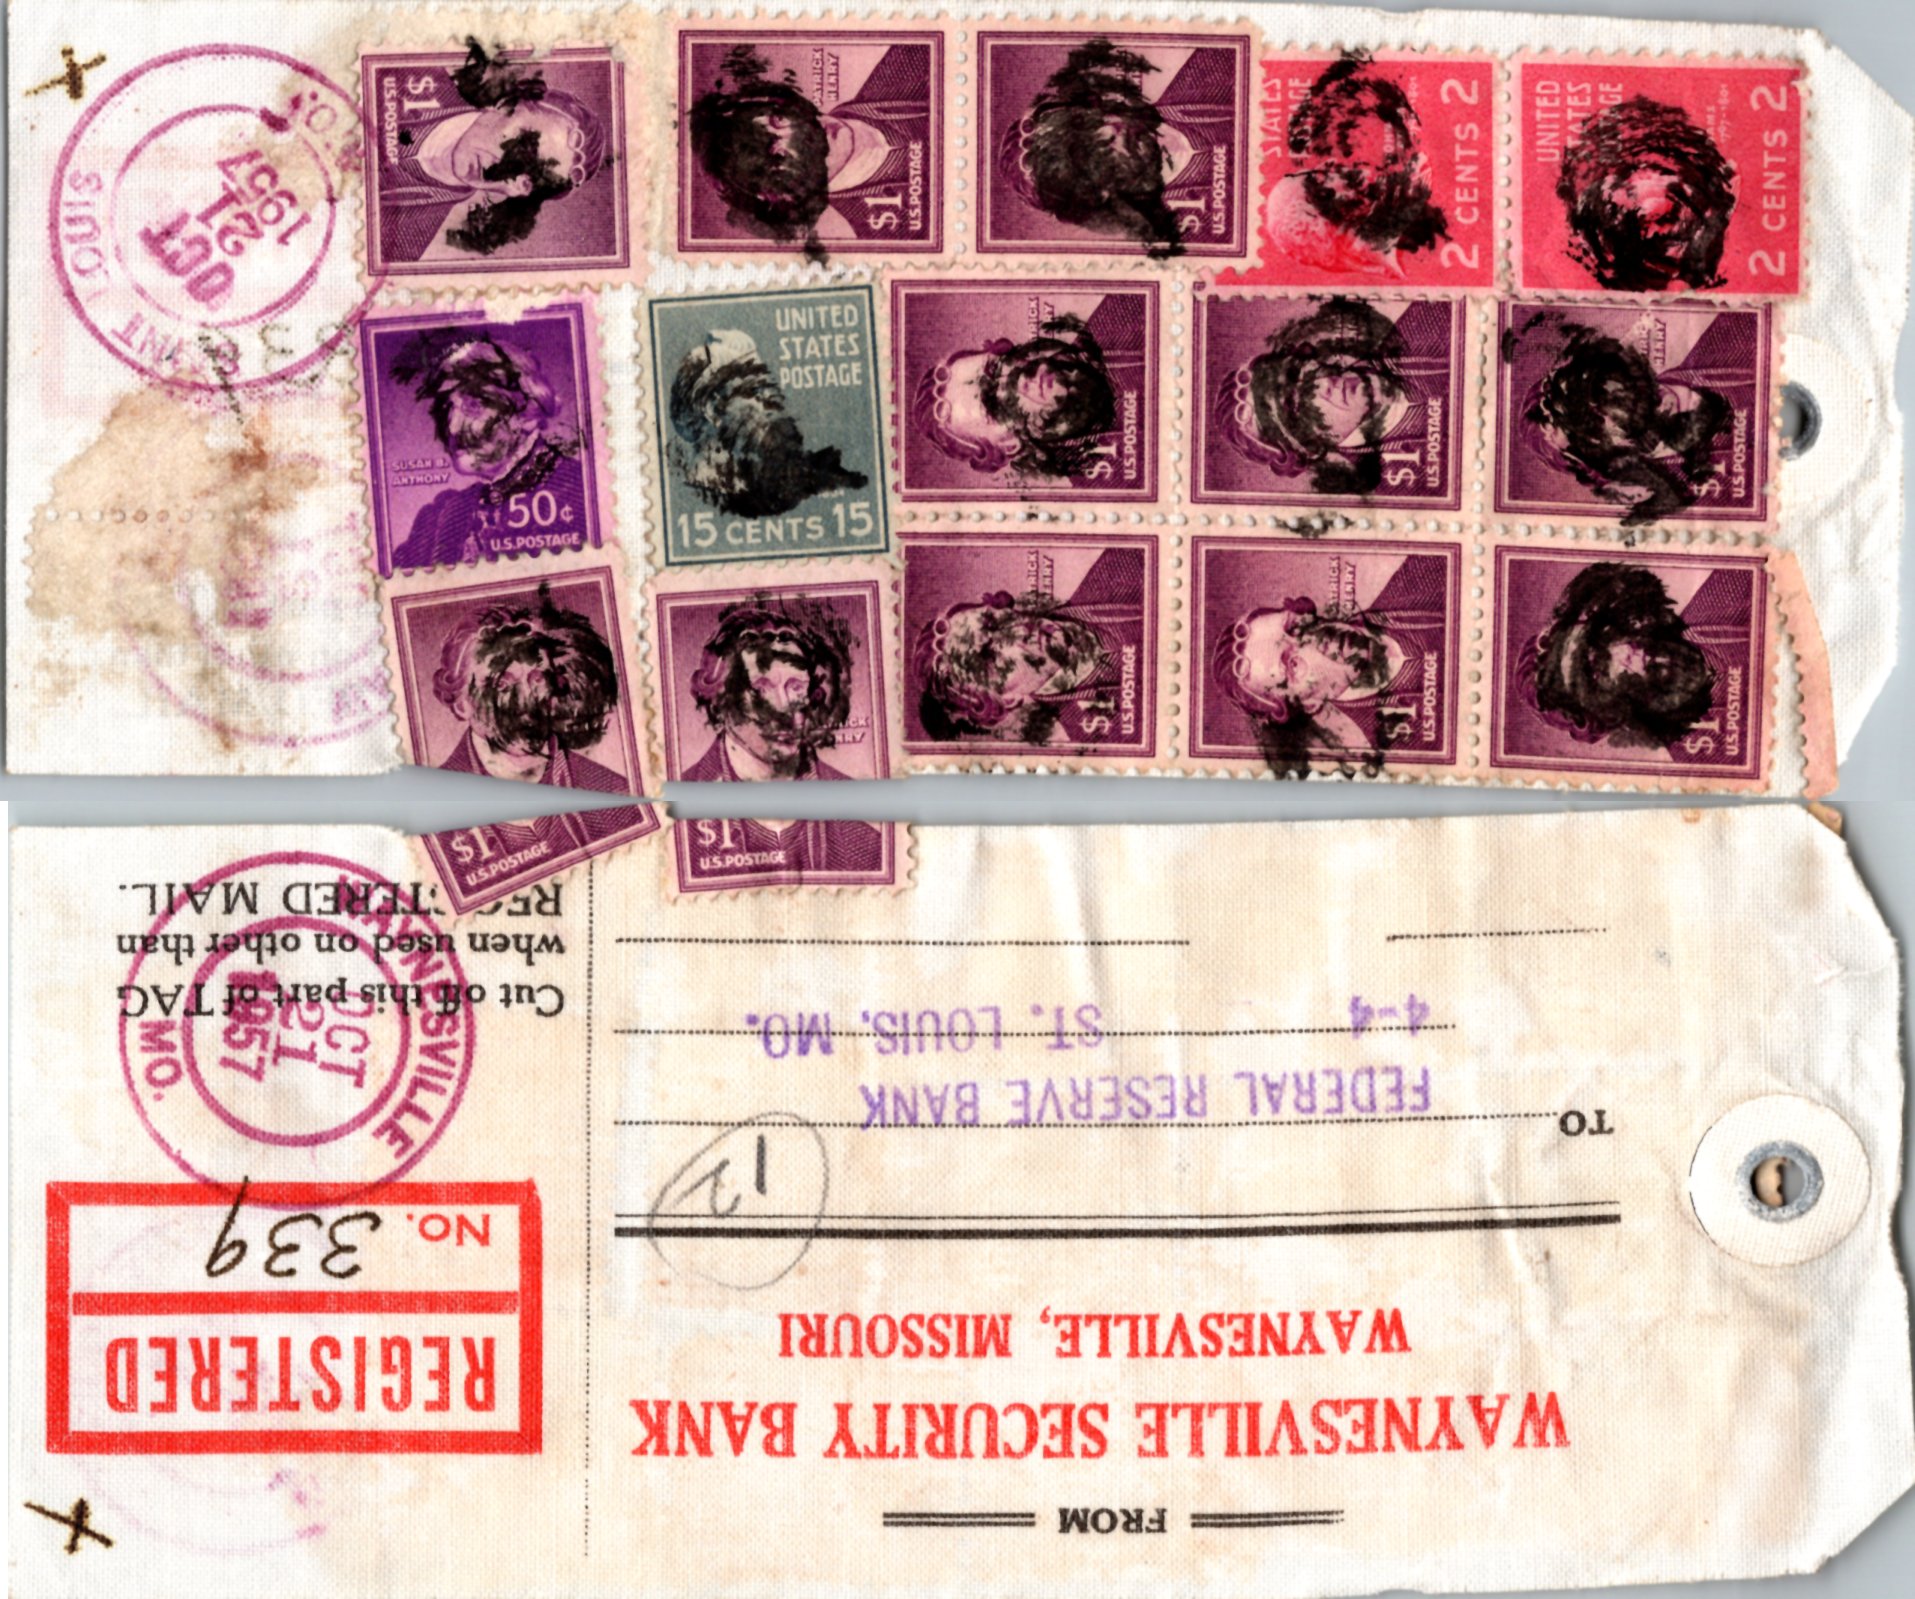 SAINT LOUIS
MO.
OCT
21
1957
$1
U.S.POSTAGE
PATRICK
HENRY
$1
U.S.POSTAGE
$1
U.S.POSTAGE
STATES
2 CENTS 2
UNITED
STATES
POSTAGE
2 CENTS 2
SUSAN B.
ANTHONY
50¢
U.S.POSTAGE
UNITED
STATES
POSTAGE
15 CENTS 15
$1
U.S.POSTAGE
$1
U.S.POSTAGE
HENRY
$1
U.S.POSTAGE
$1
U.S.POSTAGE
$1
U.S.POSTAGE
$1
U.S.POSTAGE
$1
U.S.POSTAGE
$1
U.S.POSTAGE
FROM
WAYNESVILLE SECURITY BANK
WAYNESVILLE, MISSOURI
12
TO
FEDERAL RESERVE BANK
4-4 ST. LOUIS, MO.
REGISTERED
No. 339
WAYNESVILLE
MO.
OCT
21
1957
Cut off this part of TAG
when used on other than
REGISTERED MAIL.